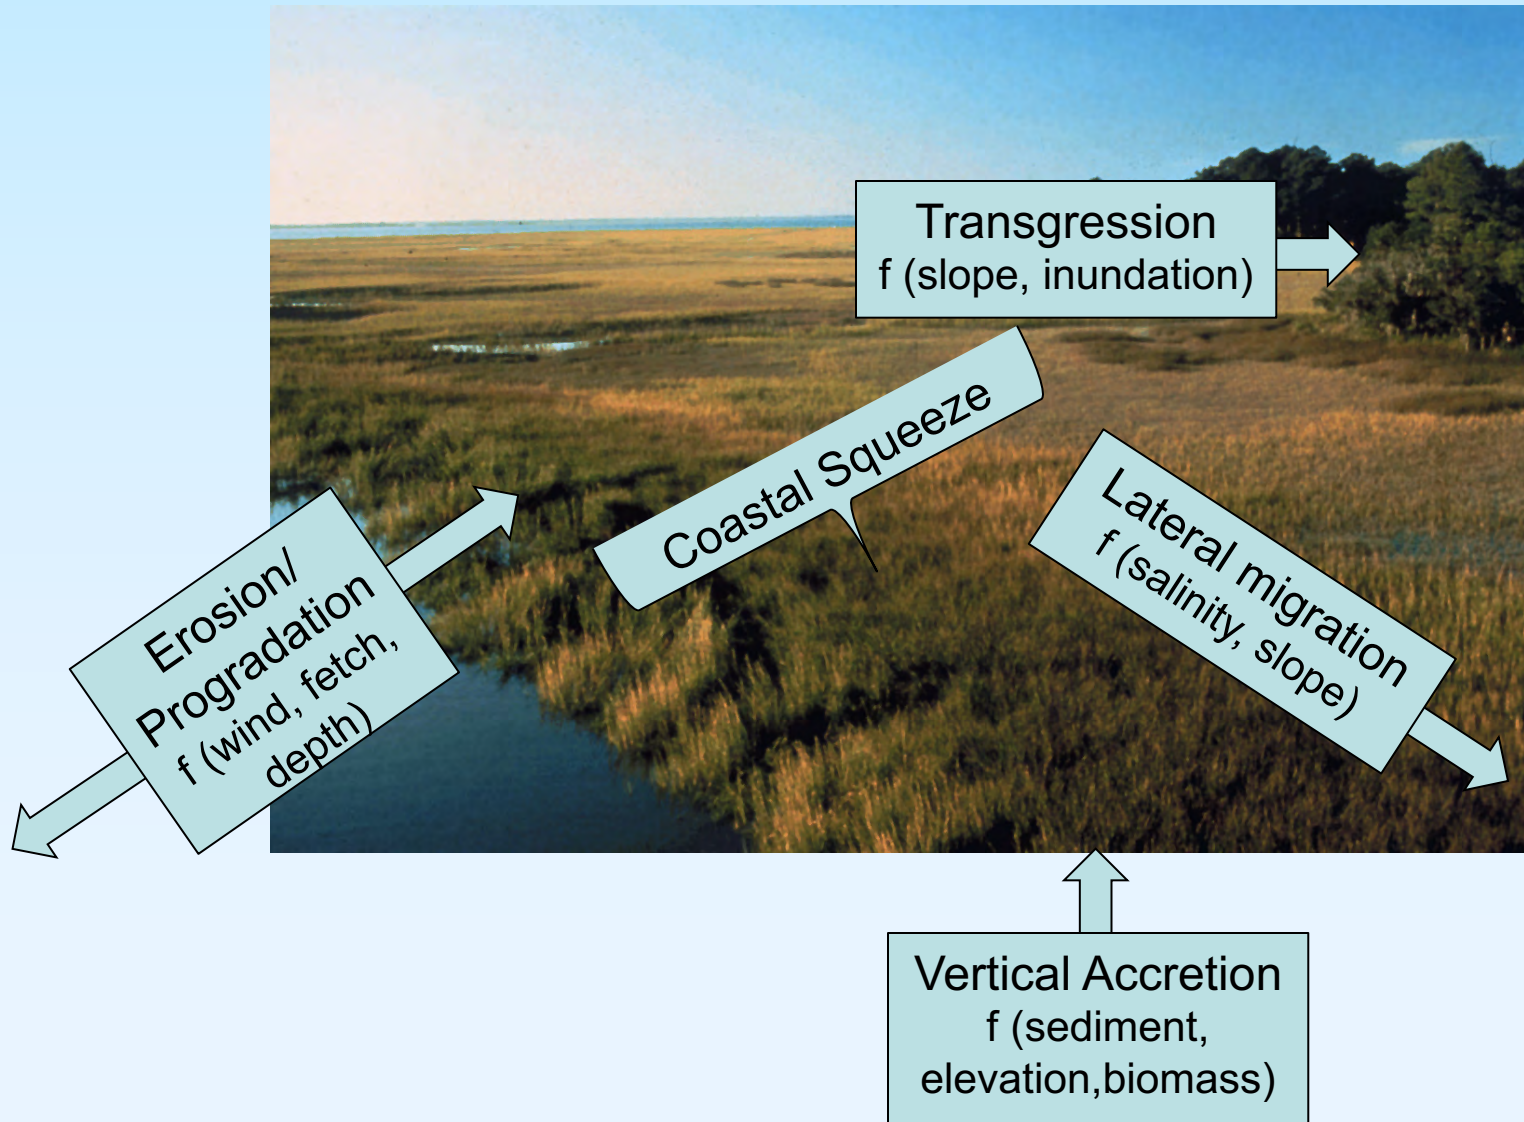 Transgression
f (slope, inundation)
Coastal Squeeze
Lateral migration
f (salinity, slope)
Erosion/
Progradation
f (wind, fetch,
depth)
Vertical Accretion
f (sediment,
elevation,biomass)